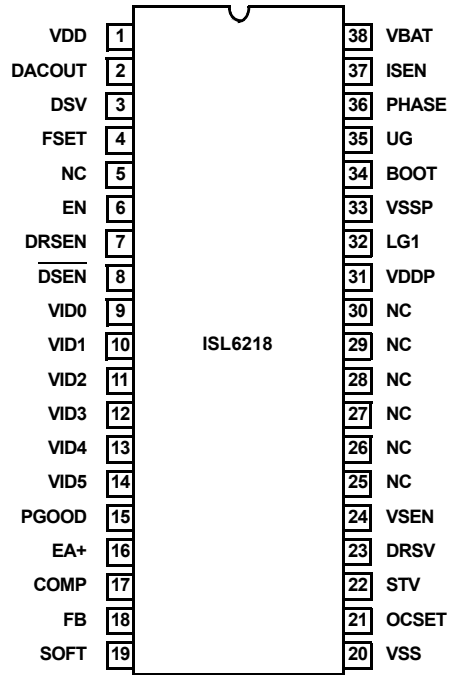 VDD 1 38 VBAT
DACOUT 2 37 ISEN
DSV 3 36 PHASE
FSET 4 35 UG
NC 5 34 BOOT
EN 6 33 VSSP
DRSEN 7 32 LG1
DSEN 8 31 VDDP
VID0 9 30 NC
VID1 10 ISL6218 29 NC
VID2 11 28 NC
VID3 12 27 NC
VID4 13 26 NC
VID5 14 25 NC
PGOOD 15 24 VSEN
EA+ 16 23 DRSV
COMP 17 22 STV
FB 18 21 OCSET
SOFT 19 20 VSS